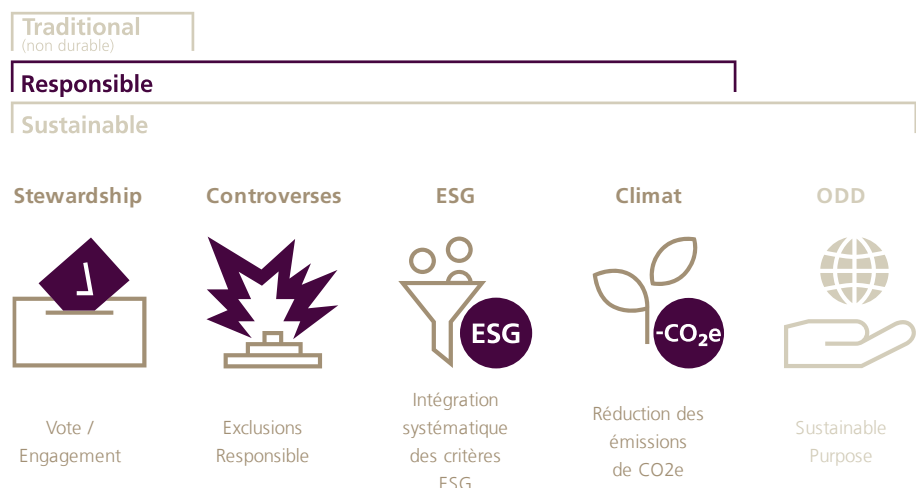 Traditional
(non durable)
Responsible
Sustainable
Stewardship
Controverses
ESG
Climat
ODD
ESG
-CO₂e
Vote /
Engagement
Exclusions
Responsible
Intégration
systématique
des critères
ESG
Réduction des
émissions
de CO2e
Sustainable
Purpose